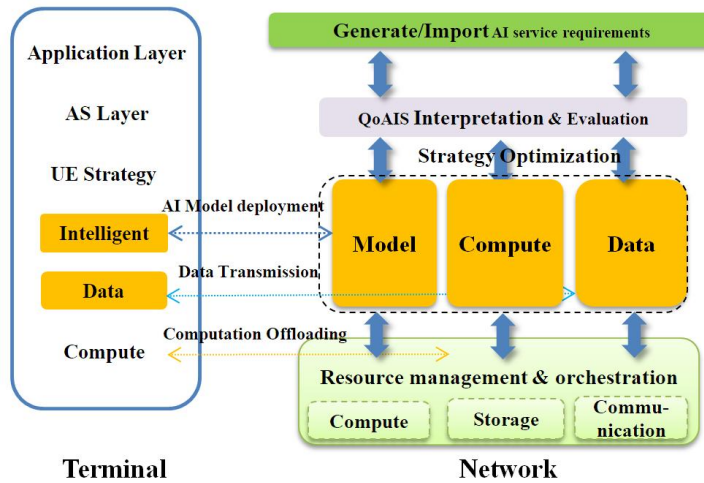 Generate/Import AI service requirements
Application Layer
AS Layer
UE Strategy
Intelligent
Data
Compute
QoAIS Interpretation & Evaluation
Strategy Optimization
AI Model deployment
Data Transmission
Computation Offloading
Model
Compute
Data
Resource management & orchestration
Compute
Storage
Commu-
nication
Terminal
Network